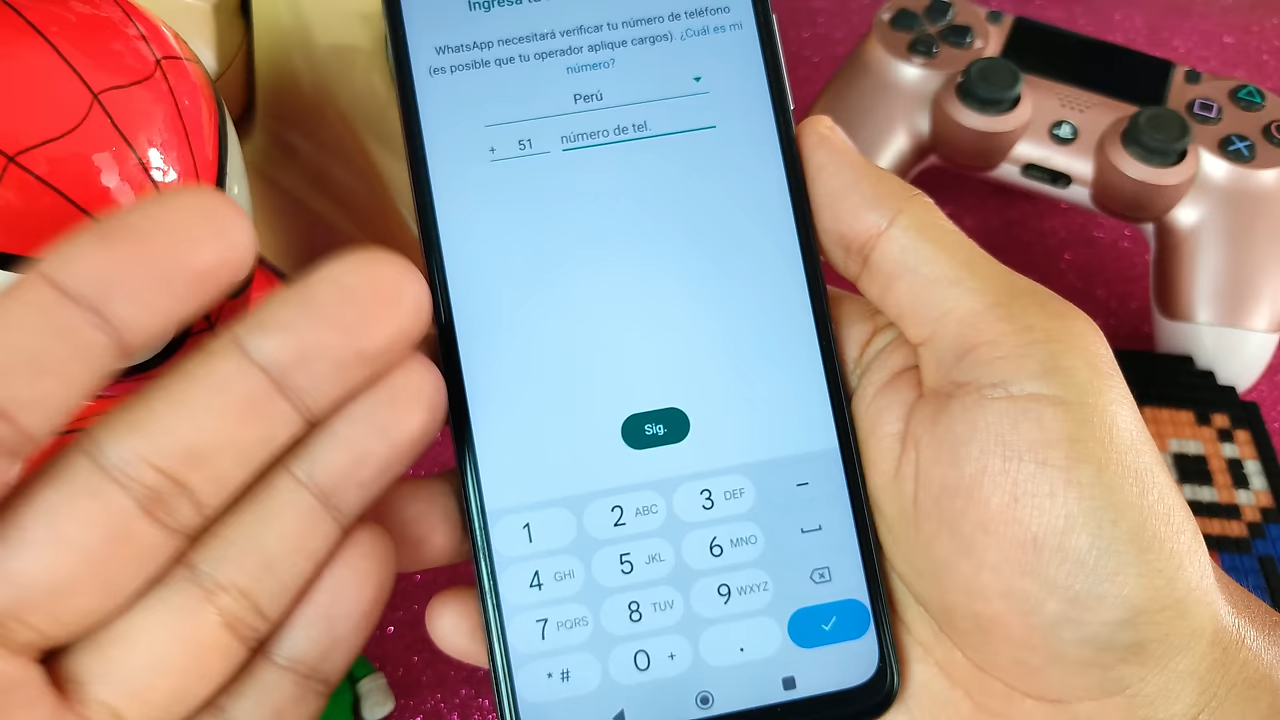 Ingresa tu
WhatsApp necesitará verificar tu número de teléfono
(es posible que tu operador aplique cargos). ¿Cuál es mi
número?
Perú
+ 51 número de tel.
Sig.
1 2 ABC 3 DEF -
4 GHI 5 JKL 6 MNO
7 PQRS 8 TUV 9 WXYZ
* # 0 + .